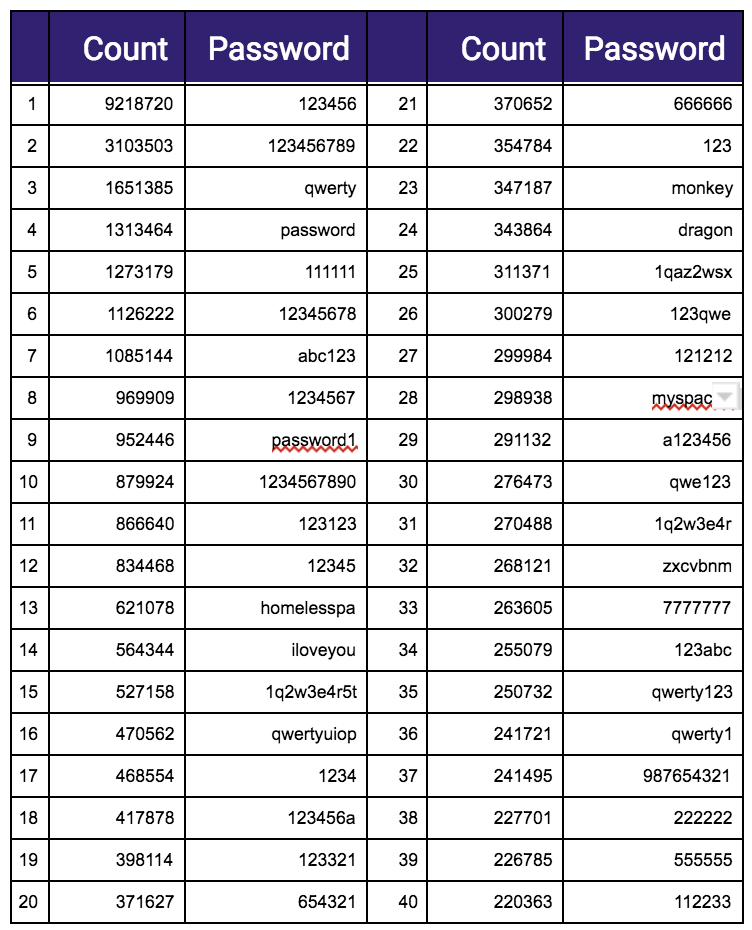 Count Password Count Password
1 9218720 123456 21 370652 666666
2 3103503 123456789 22 354784 123
3 1651385 qwerty 23 347187 monkey
4 1313464 password 24 343864 dragon
5 1273179 111111 25 311371 1qaz2wsx
6 1126222 12345678 26 300279 123qwe
7 1085144 abc123 27 299984 121212
8 969909 1234567 28 298938 myspac
9 952446 password1 29 291132 a123456
10 879924 1234567890 30 276473 qwe123
11 866640 123123 31 270488 1q2w3e4r
12 834468 12345 32 268121 zxcvbnm
13 621078 homelesspa 33 263605 7777777
14 564344 iloveyou 34 255079 123abc
15 527158 1q2w3e4r5t 35 250732 qwerty123
16 470562 qwertyuiop 36 241721 qwerty1
17 468554 1234 37 241495 987654321
18 417878 123456a 38 227701 222222
19 398114 123321 39 226785 555555
20 371627 654321 40 220363 112233